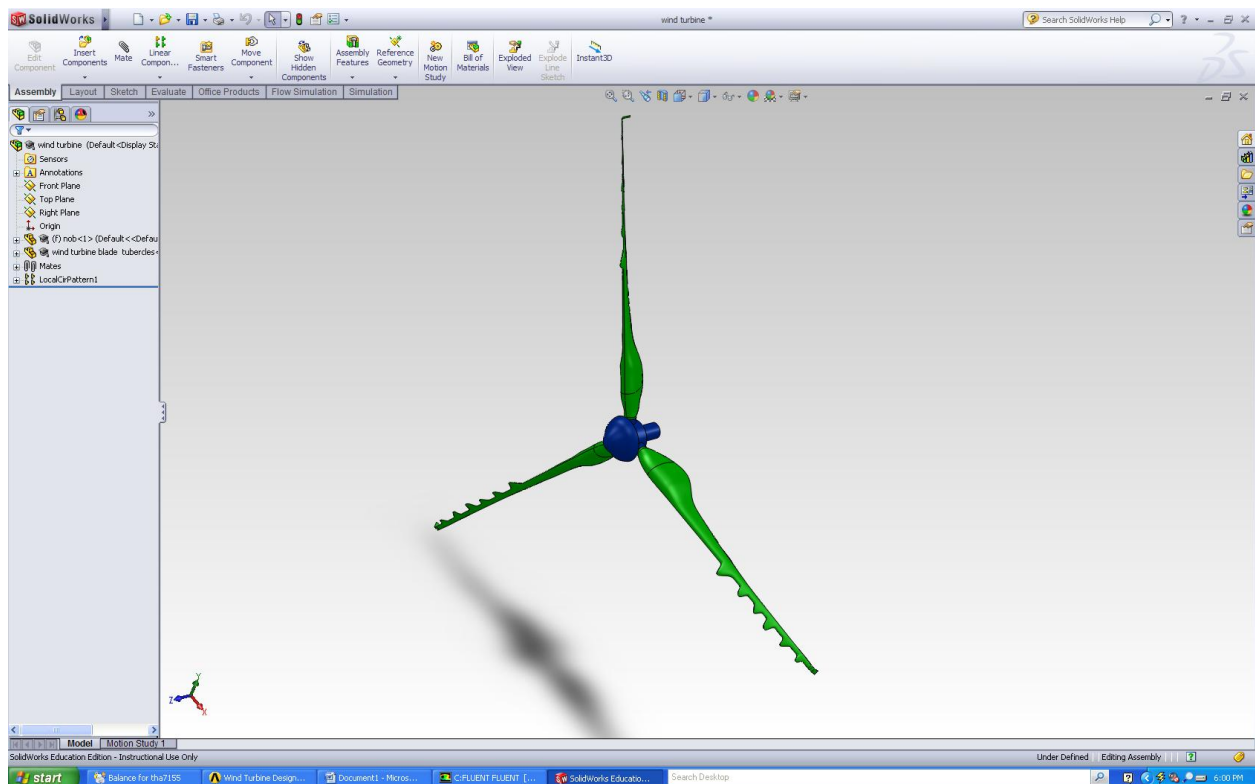 SolidWorks
wind turbine *
Search SolidWorks Help
Edit Component
Insert Components
Mate
Linear Compon...
Smart Fasteners
Move Component
Show Hidden Components
Assembly Features
Reference Geometry
New Motion Study
Bill of Materials
Exploded View
Explode Line Sketch
Instant3D
Assembly Layout Sketch Evaluate Office Products Flow Simulation Simulation
wind turbine (Default<Display Sta
Sensors
Annotations
Front Plane
Top Plane
Right Plane
Origin
(f) nob<1> (Default<<Defau
wind turbine blade tubercles<
Mates
LocalCirPattern1
Y
Z
X
Model Motion Study 1
SolidWorks Education Edition - Instructional Use Only
Under Defined Editing Assembly
start
Balance for tha7155
Wind Turbine Design...
Document1 - Micros...
C:FLUENT FLUENT [...
SolidWorks Educatio...
Search Desktop
6:00 PM